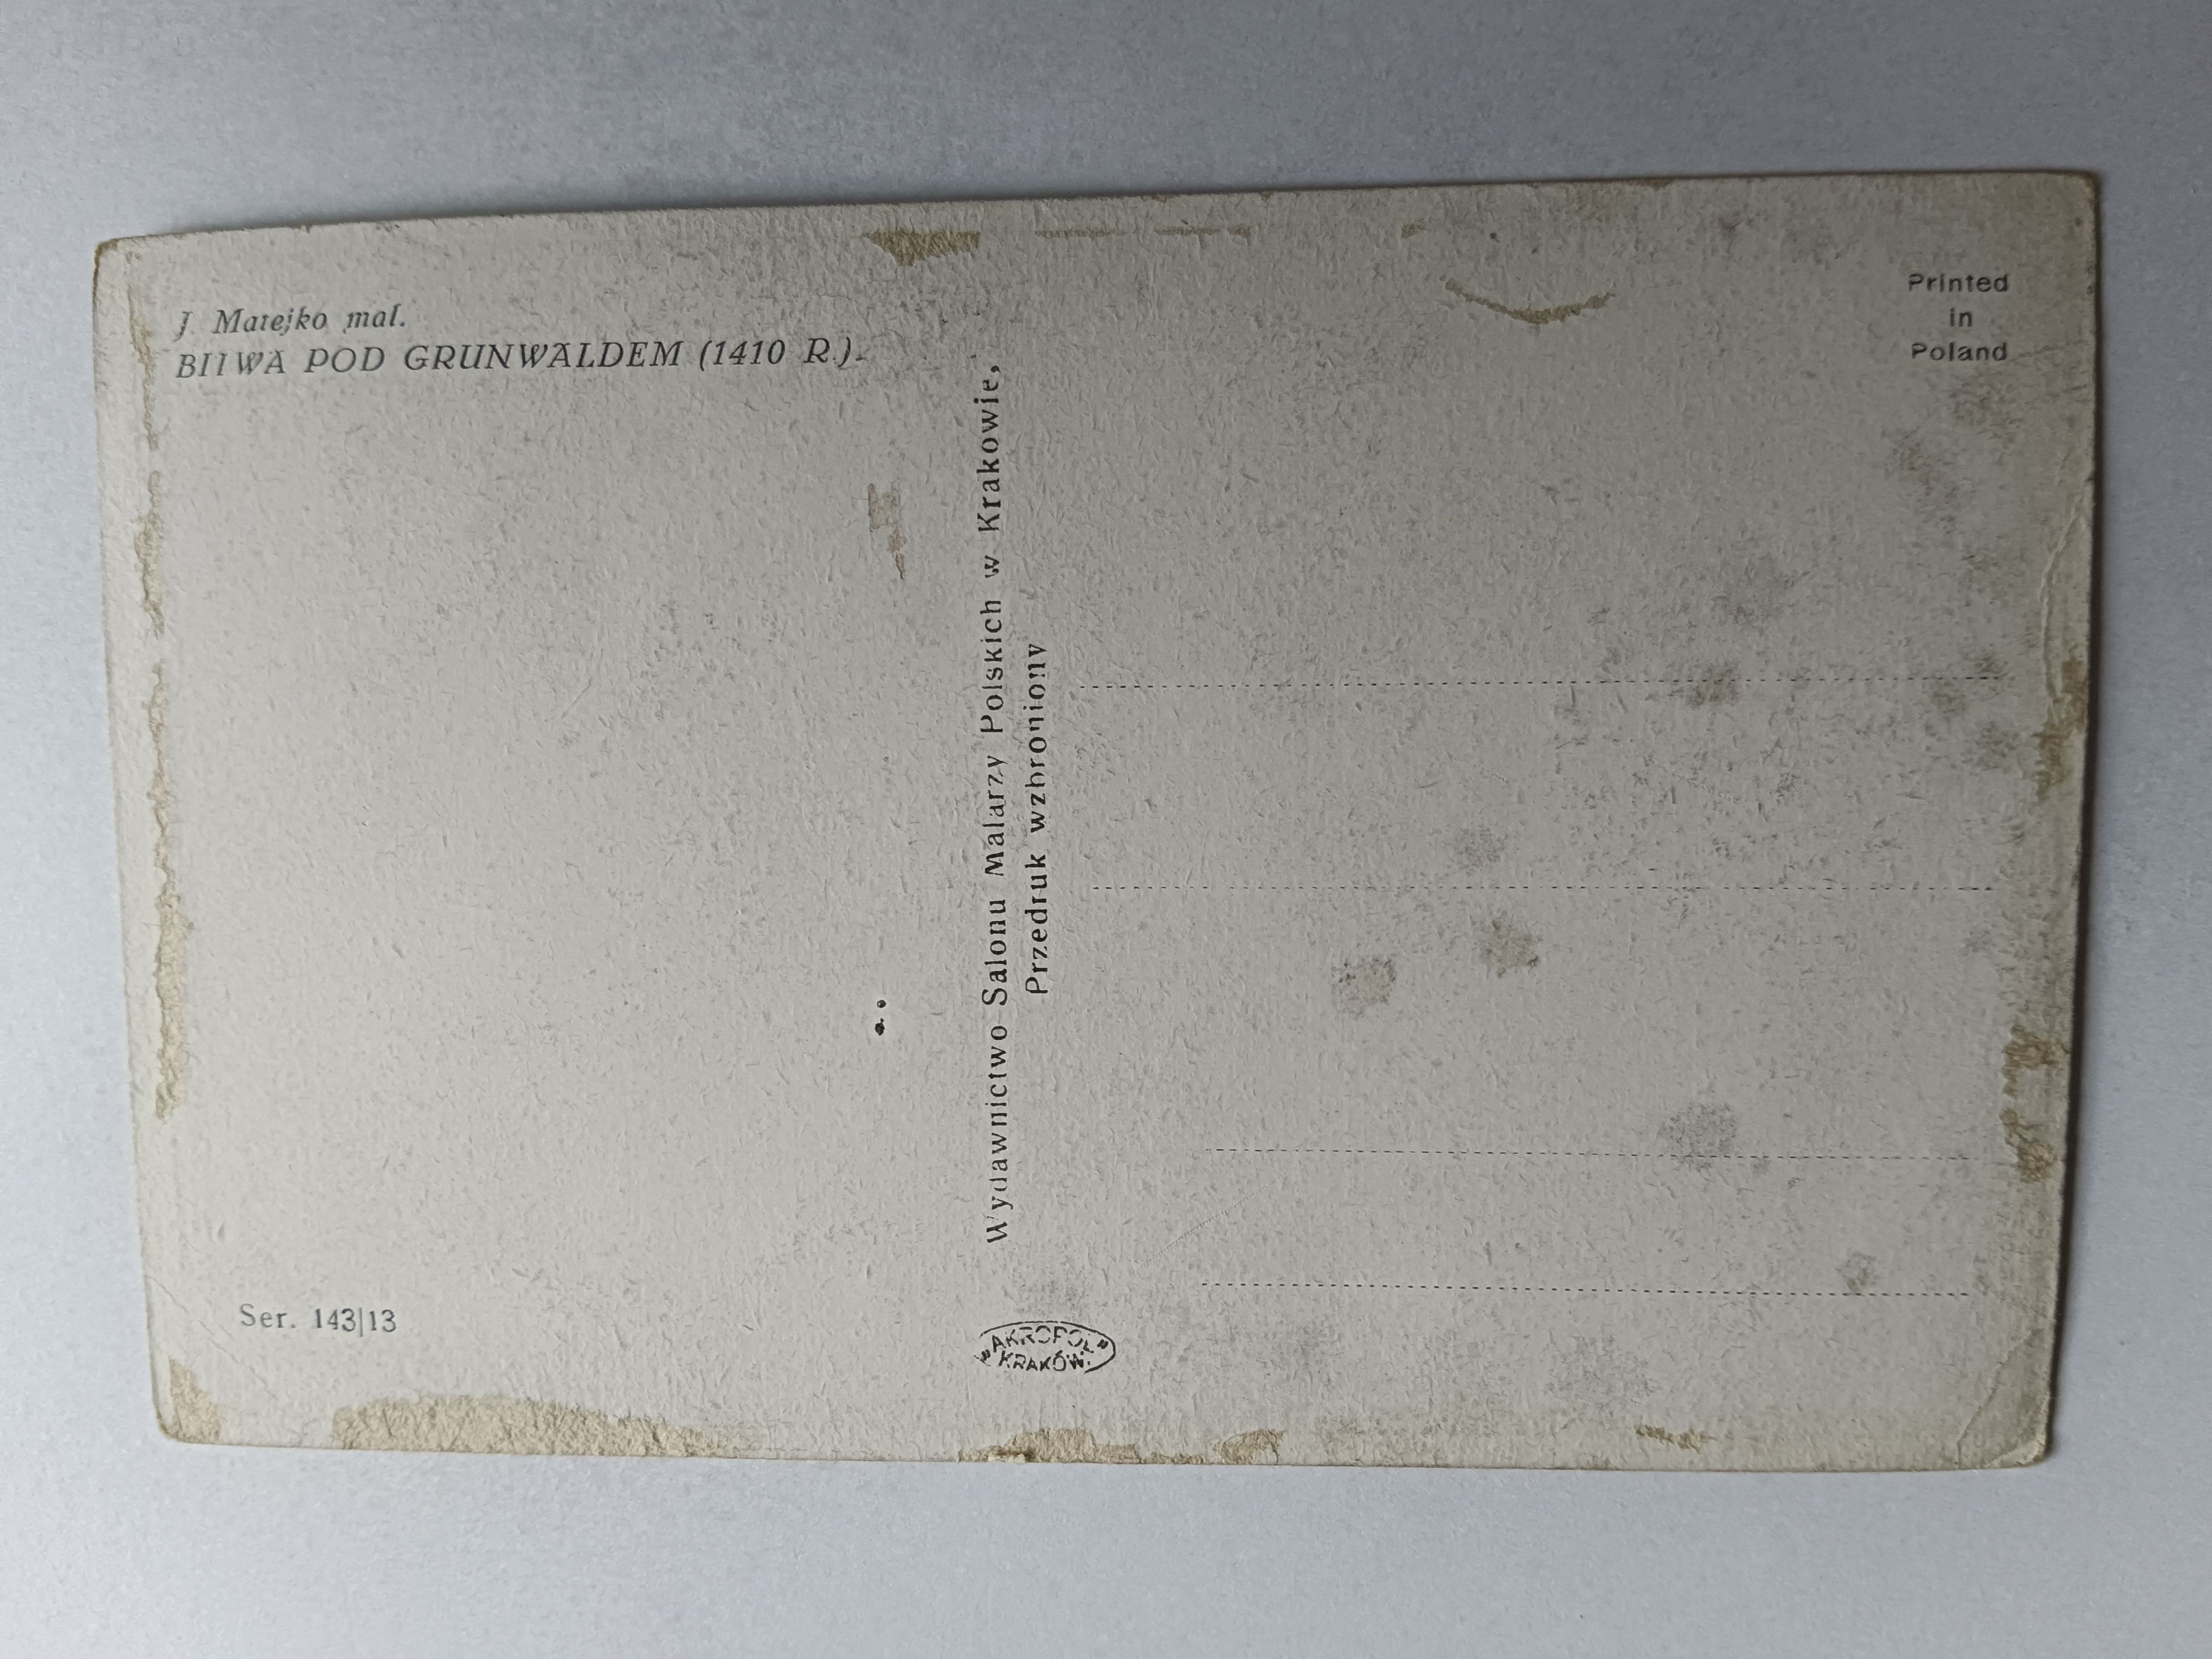 J. Matejko mal.
BITWA POD GRUNWALDEM (1410 R.).
Wydawnictwo Salonu Malarzy Polskich w Krakowie,
Przedruk wzbroniony
Printed
in
Poland
Ser. 143|13
„AKROPOL”
KRAKÓW.